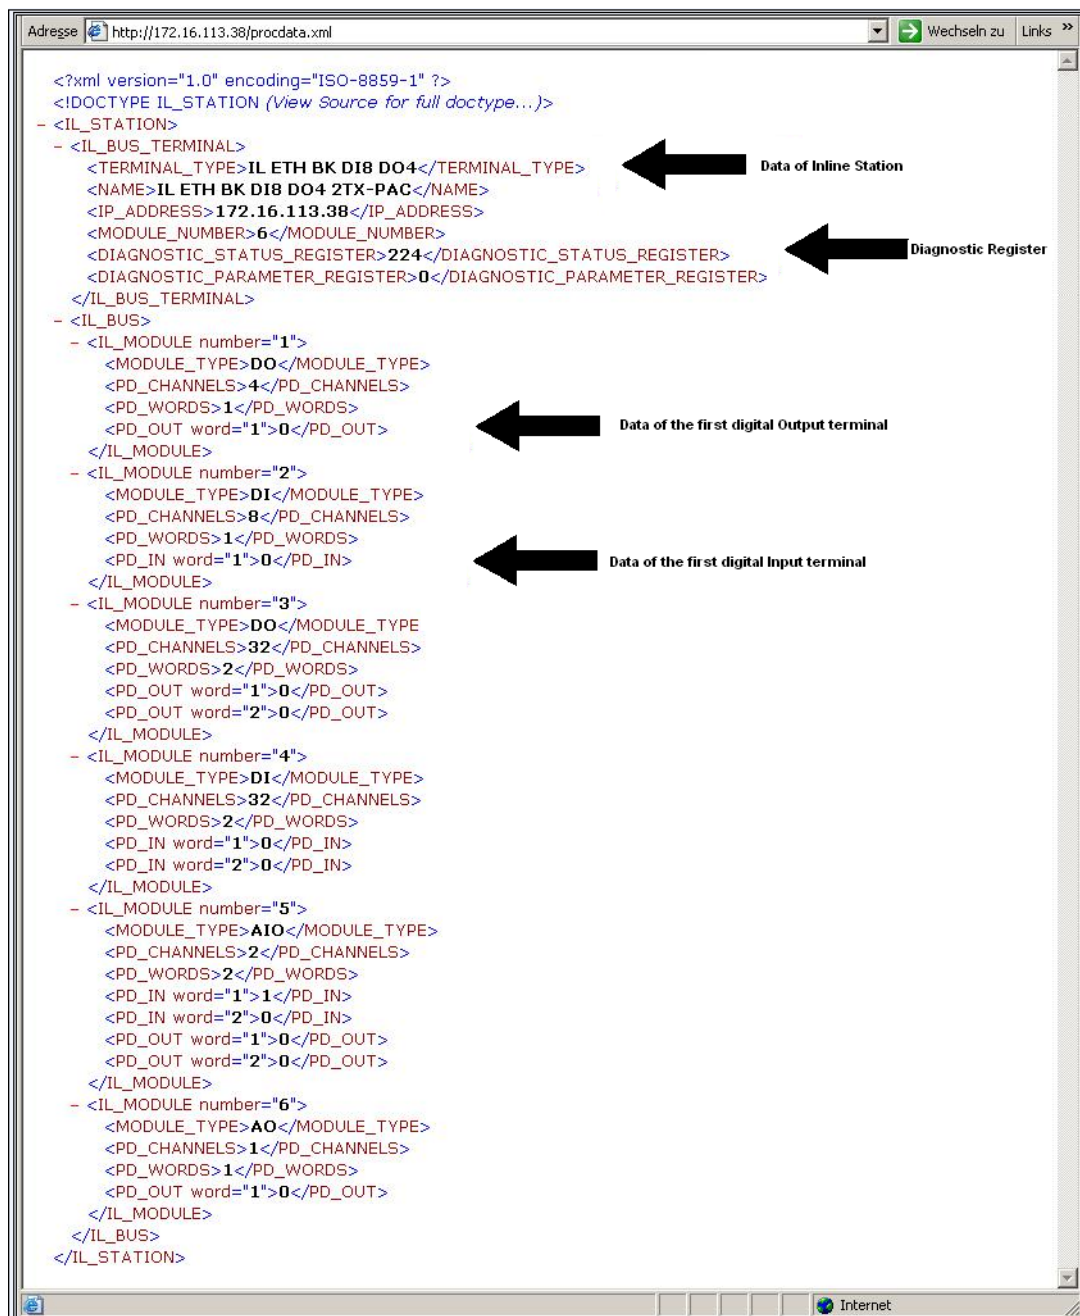 Adresse http://172.16.113.38/procdata.xml Wechseln zu Links »
<?xml version="1.0" encoding="ISO-8859-1" ?>
<!DOCTYPE IL_STATION (View Source for full doctype...)>
- <IL_STATION>
- <IL_BUS_TERMINAL>
<TERMINAL_TYPE>IL ETH BK DI8 DO4</TERMINAL_TYPE> Data of Inline Station
<NAME>IL ETH BK DI8 DO4 2TX-PAC</NAME>
<IP_ADDRESS>172.16.113.38</IP_ADDRESS>
<MODULE_NUMBER>6</MODULE_NUMBER>
<DIAGNOSTIC_STATUS_REGISTER>224</DIAGNOSTIC_STATUS_REGISTER> Diagnostic Register
<DIAGNOSTIC_PARAMETER_REGISTER>0</DIAGNOSTIC_PARAMETER_REGISTER>
</IL_BUS_TERMINAL>
- <IL_BUS>
- <IL_MODULE number="1">
<MODULE_TYPE>DO</MODULE_TYPE>
<PD_CHANNELS>4</PD_CHANNELS>
<PD_WORDS>1</PD_WORDS>
<PD_OUT word="1">0</PD_OUT> Data of the first digital Output terminal
</IL_MODULE>
- <IL_MODULE number="2">
<MODULE_TYPE>DI</MODULE_TYPE>
<PD_CHANNELS>8</PD_CHANNELS>
<PD_WORDS>1</PD_WORDS>
<PD_IN word="1">0</PD_IN> Data of the first digital Input terminal
</IL_MODULE>
- <IL_MODULE number="3">
<MODULE_TYPE>DO</MODULE_TYPE
<PD_CHANNELS>32</PD_CHANNELS>
<PD_WORDS>2</PD_WORDS>
<PD_OUT word="1">0</PD_OUT>
<PD_OUT word="2">0</PD_OUT>
</IL_MODULE>
- <IL_MODULE number="4">
<MODULE_TYPE>DI</MODULE_TYPE>
<PD_CHANNELS>32</PD_CHANNELS>
<PD_WORDS>2</PD_WORDS>
<PD_IN word="1">0</PD_IN>
<PD_IN word="2">0</PD_IN>
</IL_MODULE>
- <IL_MODULE number="5">
<MODULE_TYPE>AIO</MODULE_TYPE>
<PD_CHANNELS>2</PD_CHANNELS>
<PD_WORDS>2</PD_WORDS>
<PD_IN word="1">1</PD_IN>
<PD_IN word="2">0</PD_IN>
<PD_OUT word="1">0</PD_OUT>
<PD_OUT word="2">0</PD_OUT>
</IL_MODULE>
- <IL_MODULE number="6">
<MODULE_TYPE>AO</MODULE_TYPE>
<PD_CHANNELS>1</PD_CHANNELS>
<PD_WORDS>1</PD_WORDS>
<PD_OUT word="1">0</PD_OUT>
</IL_MODULE>
</IL_BUS>
</IL_STATION>
Internet